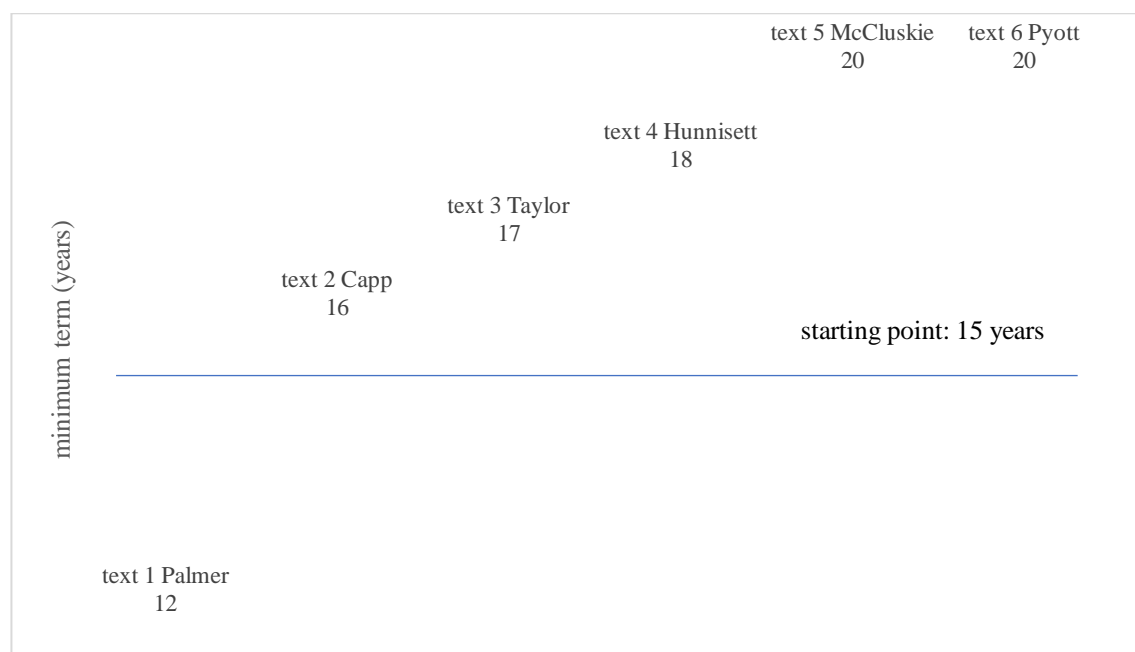 text 5 McCluskie
20
text 6 Pyott
20
text 4 Hunnisett
18
text 3 Taylor
17
text 2 Capp
16
starting point: 15 years
minimum term (years)
text 1 Palmer
12